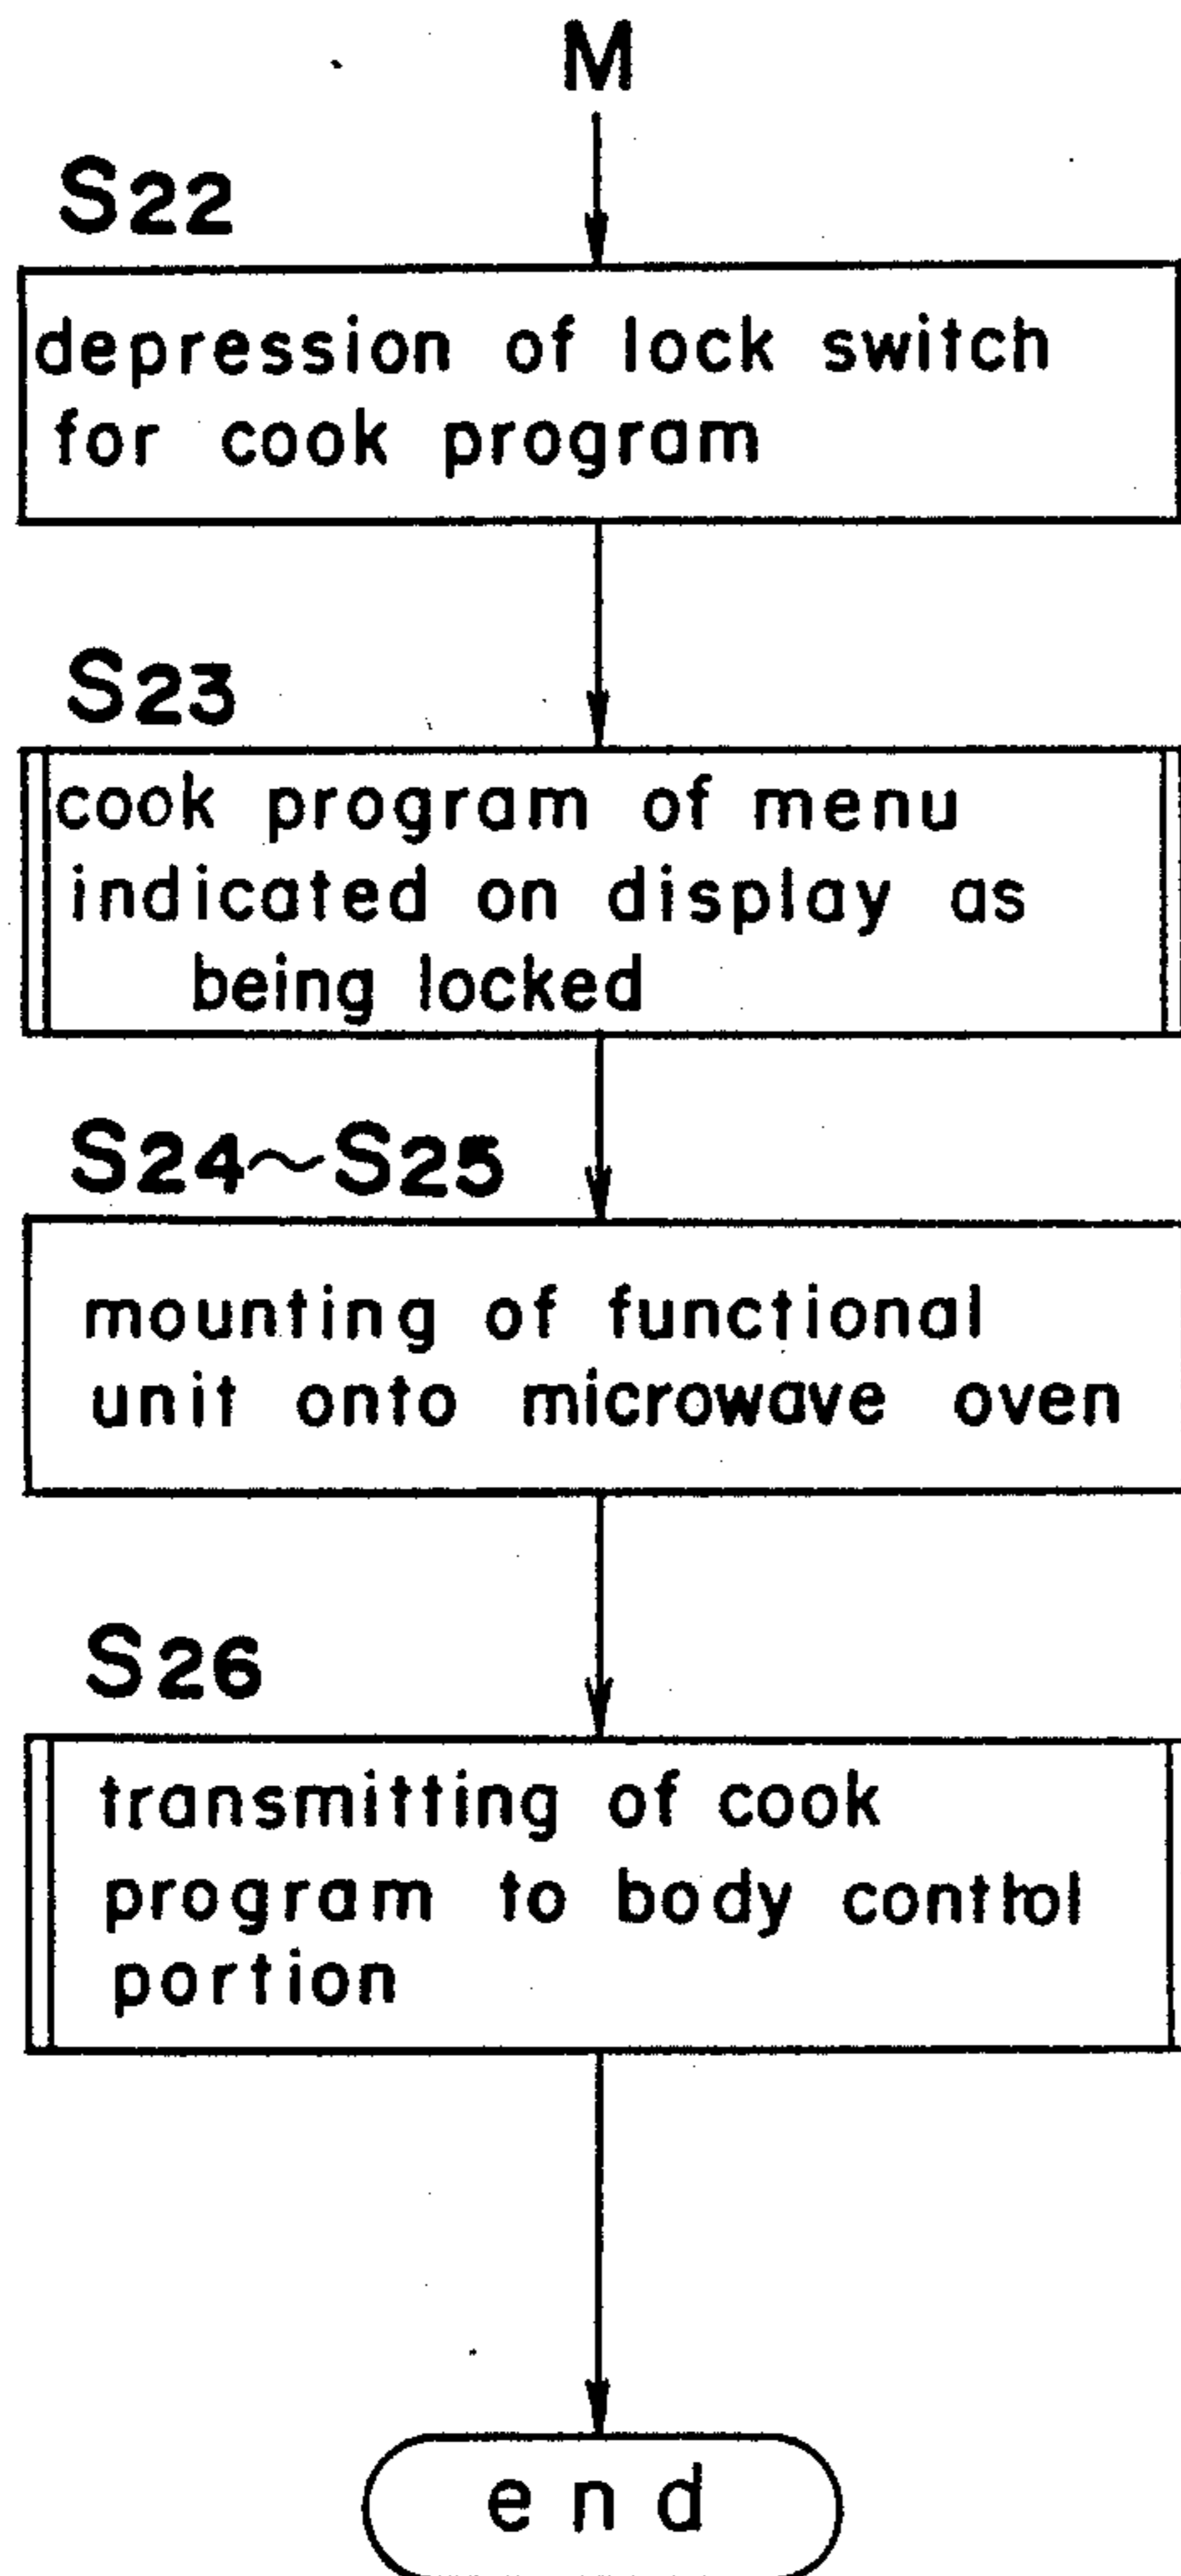 M
S22
depression of lock switch
for cook program
S23
cook program of menu
indicated on display as
being locked
S24~S25
mounting of functional
unit onto microwave oven
S26
transmitting of cook
program to body control
portion
end